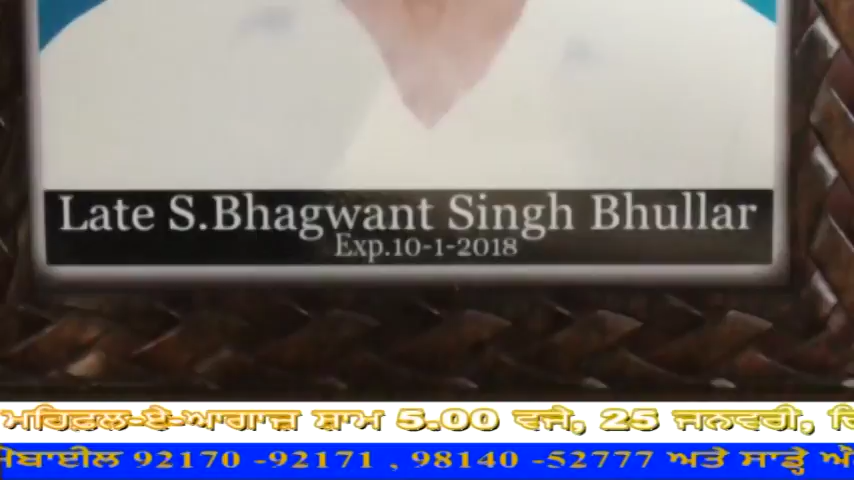 Late S.Bhagwant Singh Bhullar
Exp.10-1-2018
ਮਹਿਫ਼ਲ-ਏ-ਆਗਾਜ਼ ਸ਼ਾਮ 5.00 ਵਜੇ, 25 ਜਨਵਰੀ,
92170 -92171 , 98140 -52777 ਅਤੇ ਸਾਡੇ